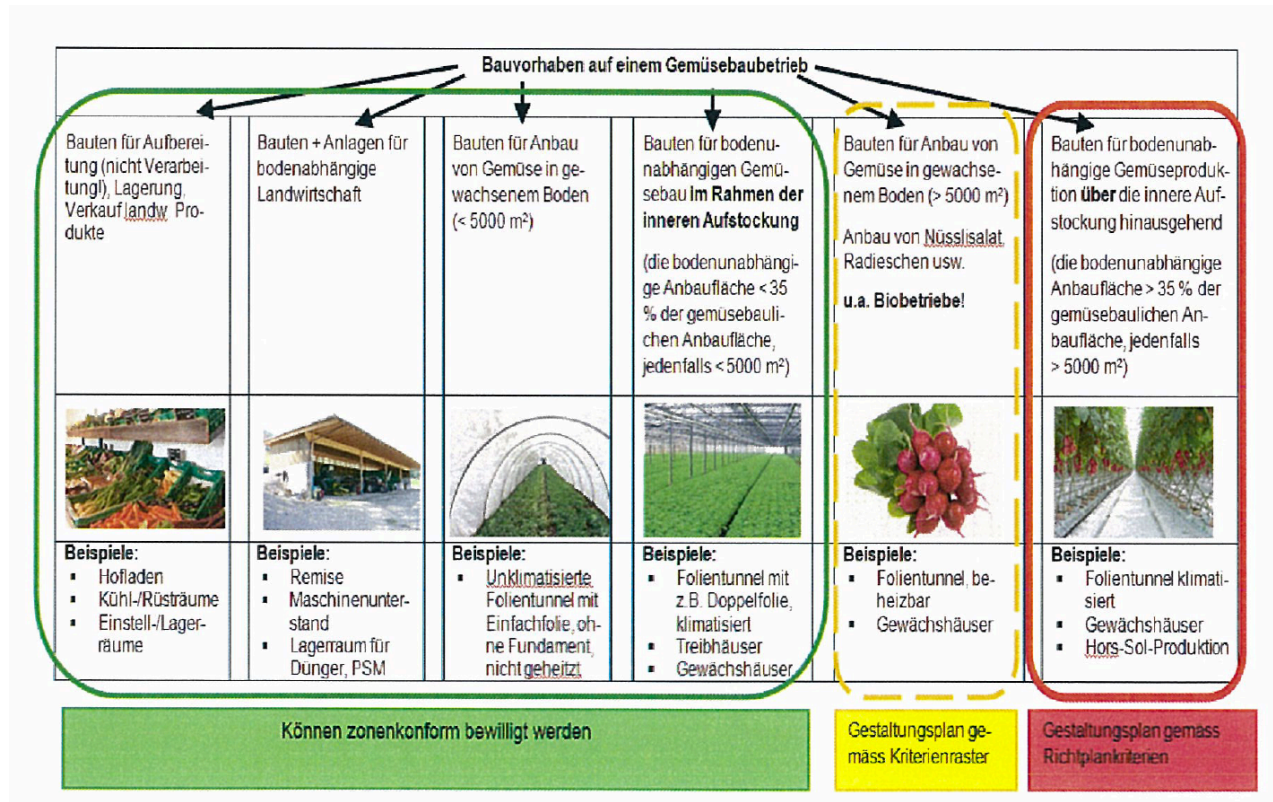 Bauvorhaben auf einem Gemüsebaubetrieb
Bauten für Aufberei-
tung (nicht Verarbei-
tung!), Lagerung,
Verkauf landw. Pro-
dukte
Bauten + Anlagen für
bodenabhängige
Landwirtschaft
Bauten für Anbau
von Gemüse in ge-
wachsenem Boden
(< 5000 m²)
Bauten für bodenu-
nabhängigen Gemü-
sebau im Rahmen der
inneren Aufstockung
(die bodenunabhängi-
ge Anbaufläche < 35
% der gemüsebauli-
chen Anbaufläche,
jedenfalls < 5000 m²)
Bauten für Anbau von
Gemüse in gewachse-
nem Boden (> 5000 m²)
Anbau von Nüsslisalat,
Radieschen usw.
u.a. Biobetriebe!
Bauten für bodenunab-
hängige Gemüseproduk-
tion über die innere Auf-
stockung hinausgehend
(die bodenunabhängige
Anbaufläche > 35 % der
gemüsebaulichen An-
baufläche, jedenfalls
> 5000 m²)
Beispiele:
▪ Hofladen
▪ Kühl-/Rüsträume
▪ Einstell-/Lager-
räume
Beispiele:
▪ Remise
▪ Maschinenunter-
stand
▪ Lagerraum für
Dünger, PSM
Beispiele:
▪ Unklimatisierte
Folientunnel mit
Einfachfolie, oh-
ne Fundament,
nicht geheitzt
Beispiele:
▪ Folientunnel mit
z.B. Doppelfolie,
klimatisiert
▪ Treibhäuser
▪ Gewächshäuser
Beispiele:
▪ Folientunnel, be-
heizbar
▪ Gewächshäuser
Beispiele:
▪ Folientunnel klimati-
siert
▪ Gewächshäuser
▪ Hors-Sol-Produktion
Können zonenkonform bewilligt werden
Gestaltungsplan ge-
mäss Kriterienraster
Gestaltungsplan gemäss
Richtplankriterien